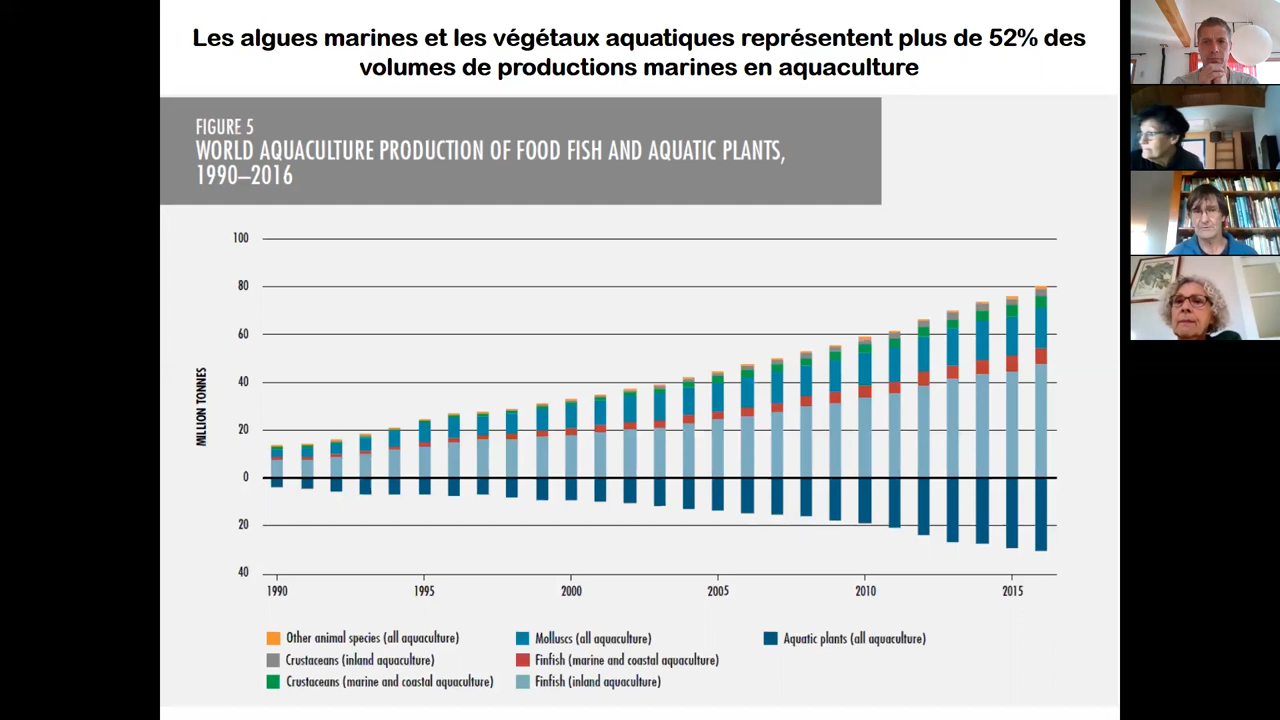 Les algues marines et les végétaux aquatiques représentent plus de 52% des
volumes de productions marines en aquaculture
FIGURE 5
WORLD AQUACULTURE PRODUCTION OF FOOD FISH AND AQUATIC PLANTS,
1990–2016
MILLION TONNES
100
80
60
40
20
0
20
40
1990 1995 2000 2005 2010 2015
Other animal species (all aquaculture)
Crustaceans (inland aquaculture)
Crustaceans (marine and coastal aquaculture)
Molluscs (all aquaculture)
Finfish (marine and coastal aquaculture)
Finfish (inland aquaculture)
Aquatic plants (all aquaculture)